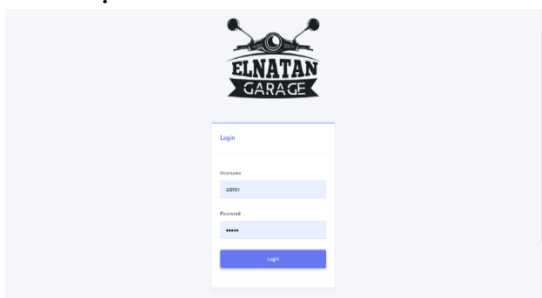 ELNATAN
GARAGE
Login
Username
admin
Password
•••••
Login